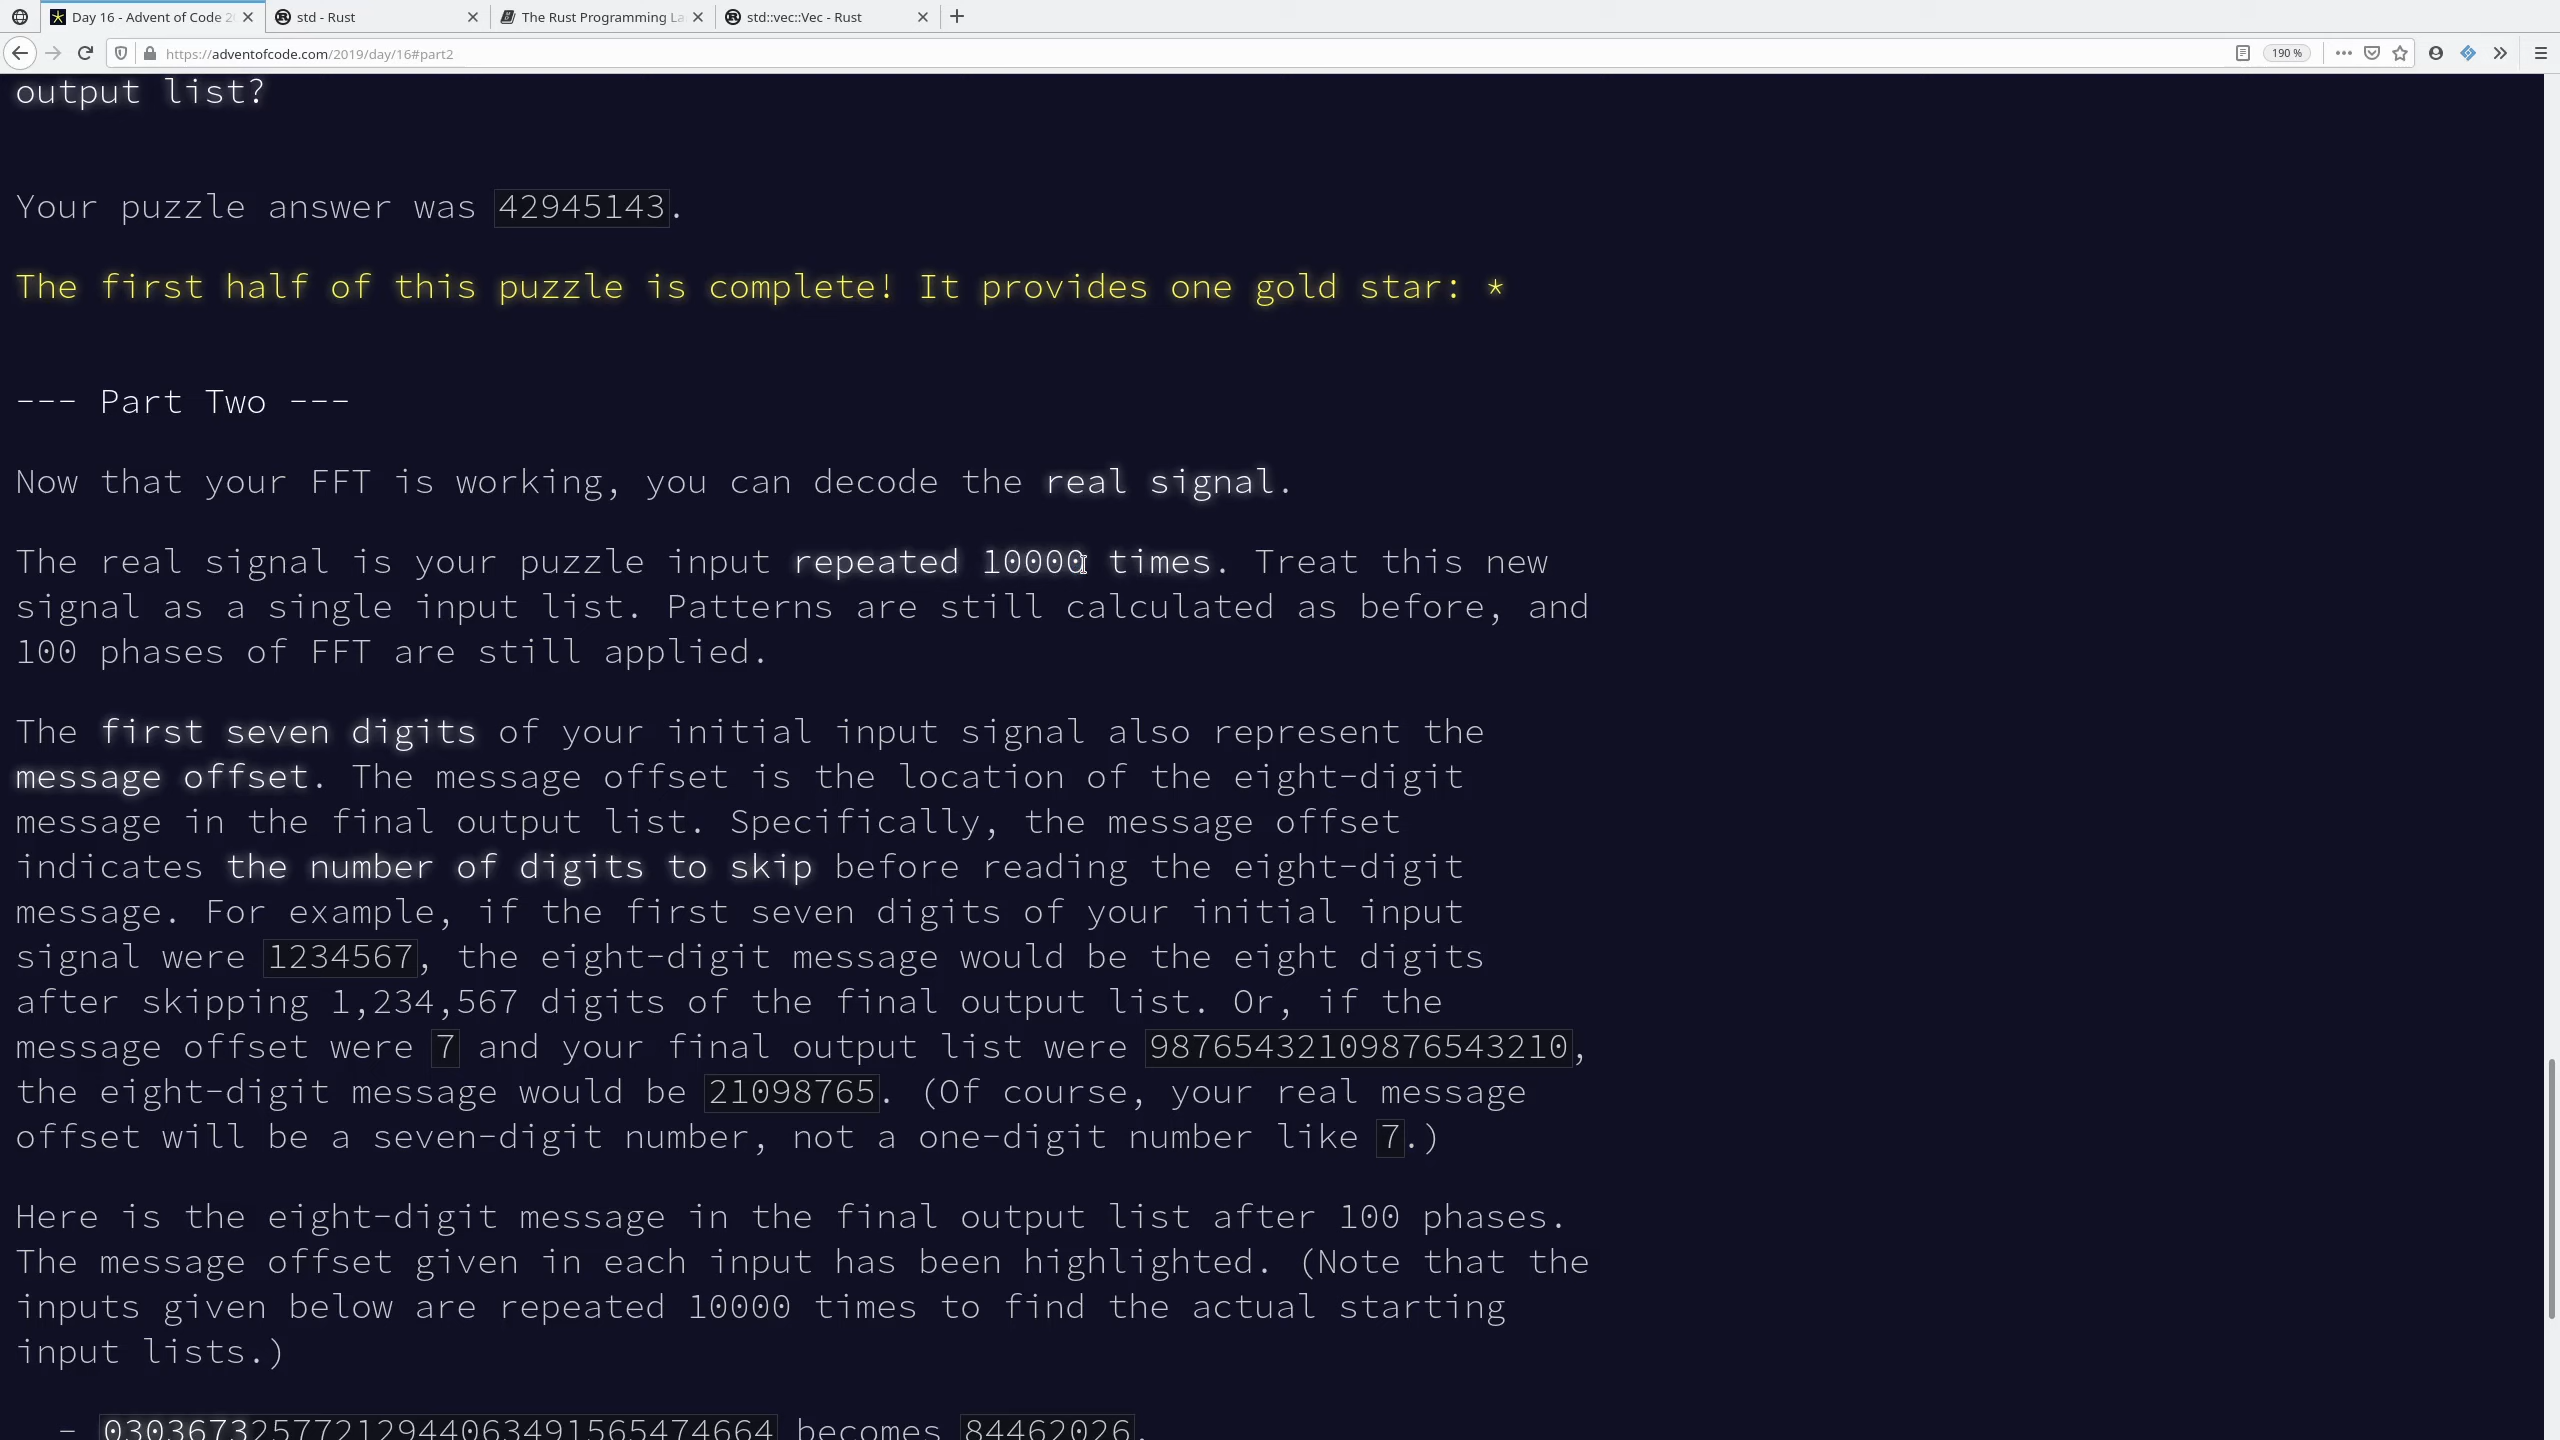 Day 16 - Advent of Code 2
std - Rust
The Rust Programming La
std::vec::Vec - Rust
https://adventofcode.com/2019/day/16#part2
190 %
output list?
Your puzzle answer was 42945143.
The first half of this puzzle is complete! It provides one gold star: *
--- Part Two ---
Now that your FFT is working, you can decode the real signal.
The real signal is your puzzle input repeated 10000 times. Treat this new
signal as a single input list. Patterns are still calculated as before, and
100 phases of FFT are still applied.
The first seven digits of your initial input signal also represent the
message offset. The message offset is the location of the eight-digit
message in the final output list. Specifically, the message offset
indicates the number of digits to skip before reading the eight-digit
message. For example, if the first seven digits of your initial input
signal were 1234567, the eight-digit message would be the eight digits
after skipping 1,234,567 digits of the final output list. Or, if the
message offset were 7 and your final output list were 98765432109876543210,
the eight-digit message would be 21098765. (Of course, your real message
offset will be a seven-digit number, not a one-digit number like 7.)
Here is the eight-digit message in the final output list after 100 phases.
The message offset given in each input has been highlighted. (Note that the
inputs given below are repeated 10000 times to find the actual starting
input lists.)
- 03036732577212944063491565474664 becomes 84462026.